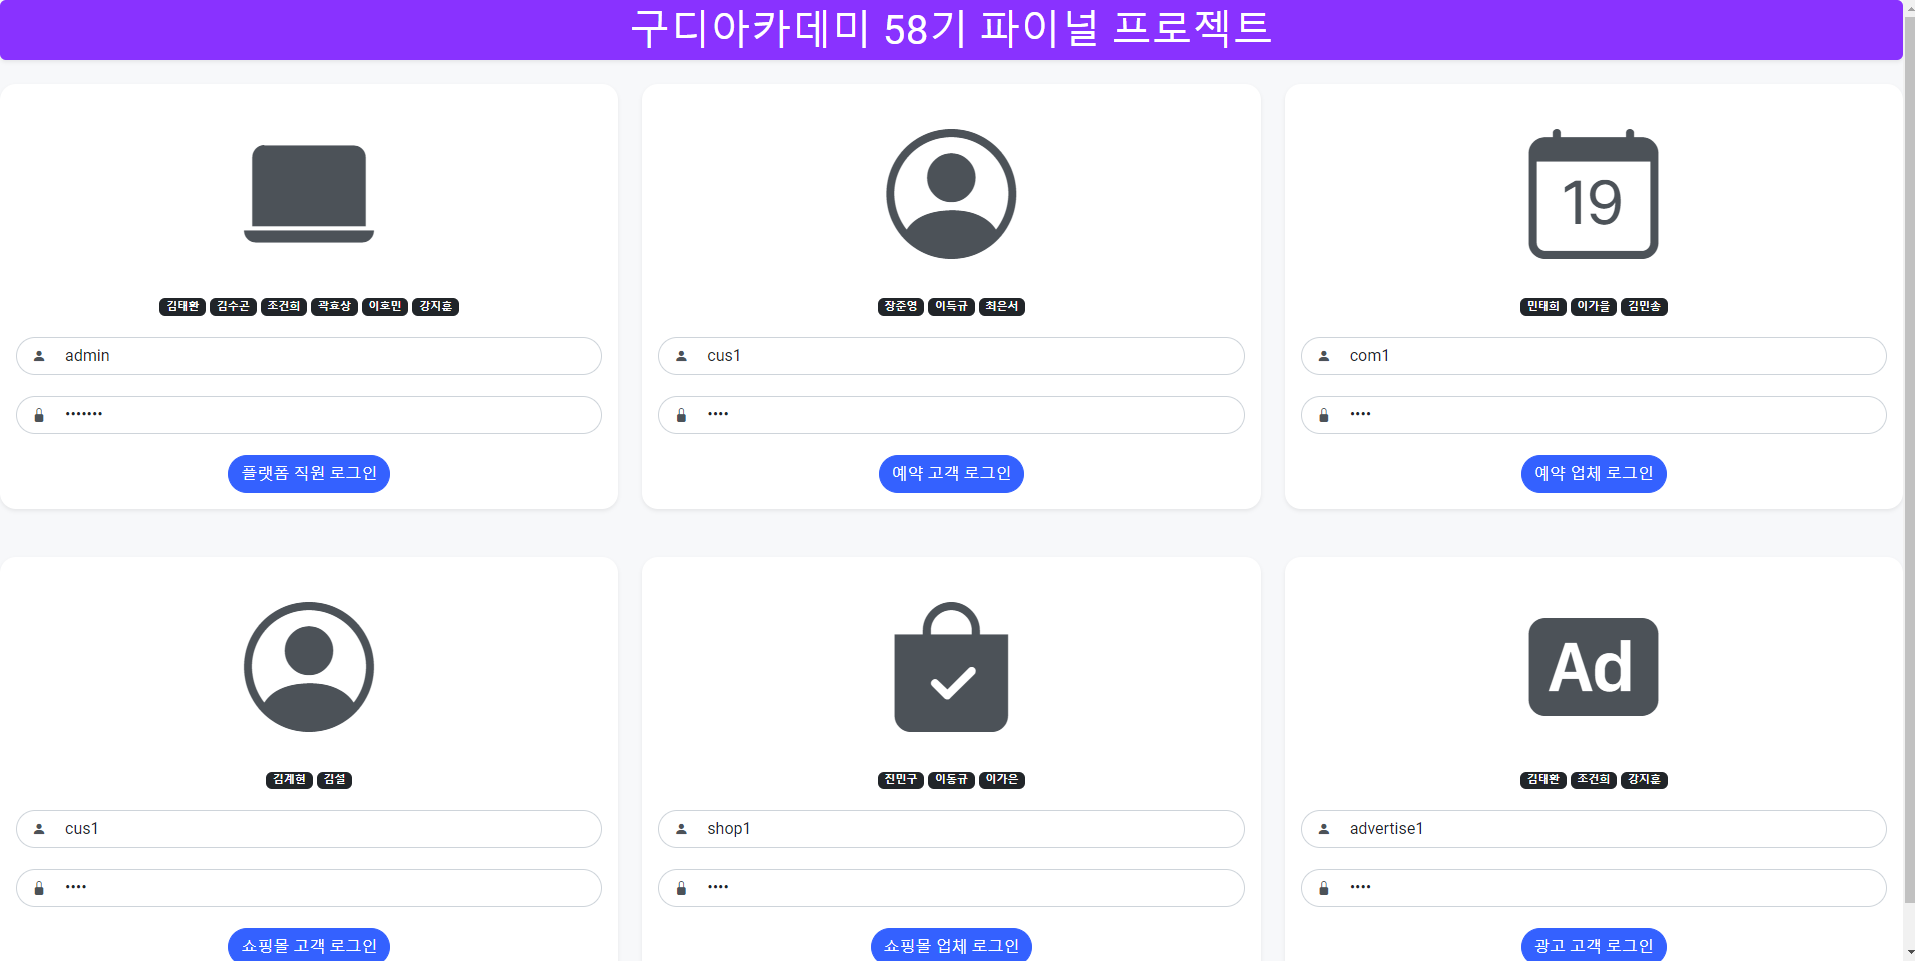 구디아카데미 58기 파이널 프로젝트
19
김태환 김수곤 조건희 곽효상 이호민 강지훈
장준영 이득규 최은서
민태희 이가을 김민송
admin
cus1
com1
•••••••
••••
••••
플랫폼 직원 로그인
예약 고객 로그인
예약 업체 로그인
Ad
김계현 김설
진민구 이동규 이가은
김태환 조건희 강지훈
cus1
shop1
advertise1
••••
••••
••••
쇼핑몰 고객 로그인
쇼핑몰 업체 로그인
광고 고객 로그인